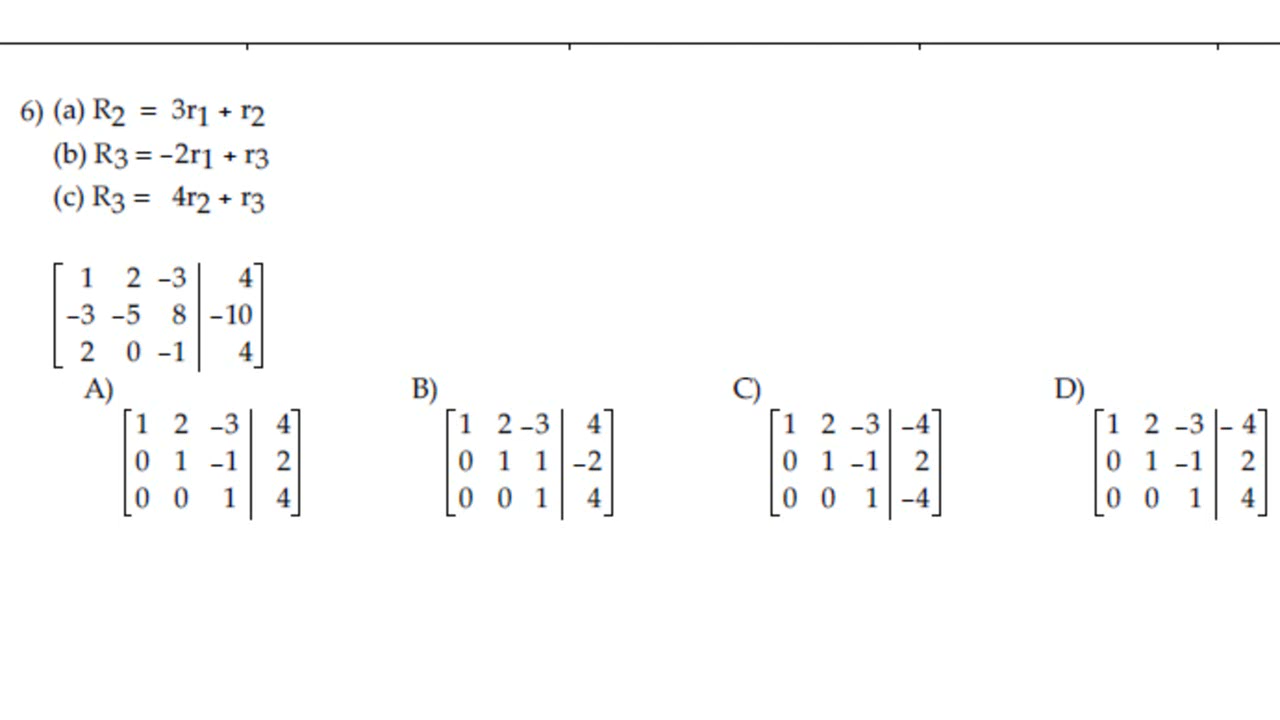 6) (a) R2 = 3r1 + r2
(b) R3 = -2r1 + r3
(c) R3 = 4r2 + r3
1 2 -3 | 4
-3 -5 8 | -10
2 0 -1 | 4
A) B) C) D)
1 2 -3 | 4 1 2 -3 | 4 1 2 -3 | -4 1 2 -3 | - 4
0 1 -1 | 2 0 1 1 | -2 0 1 -1 | 2 0 1 -1 | 2
0 0 1 | 4 0 0 1 | 4 0 0 1 | -4 0 0 1 | 4